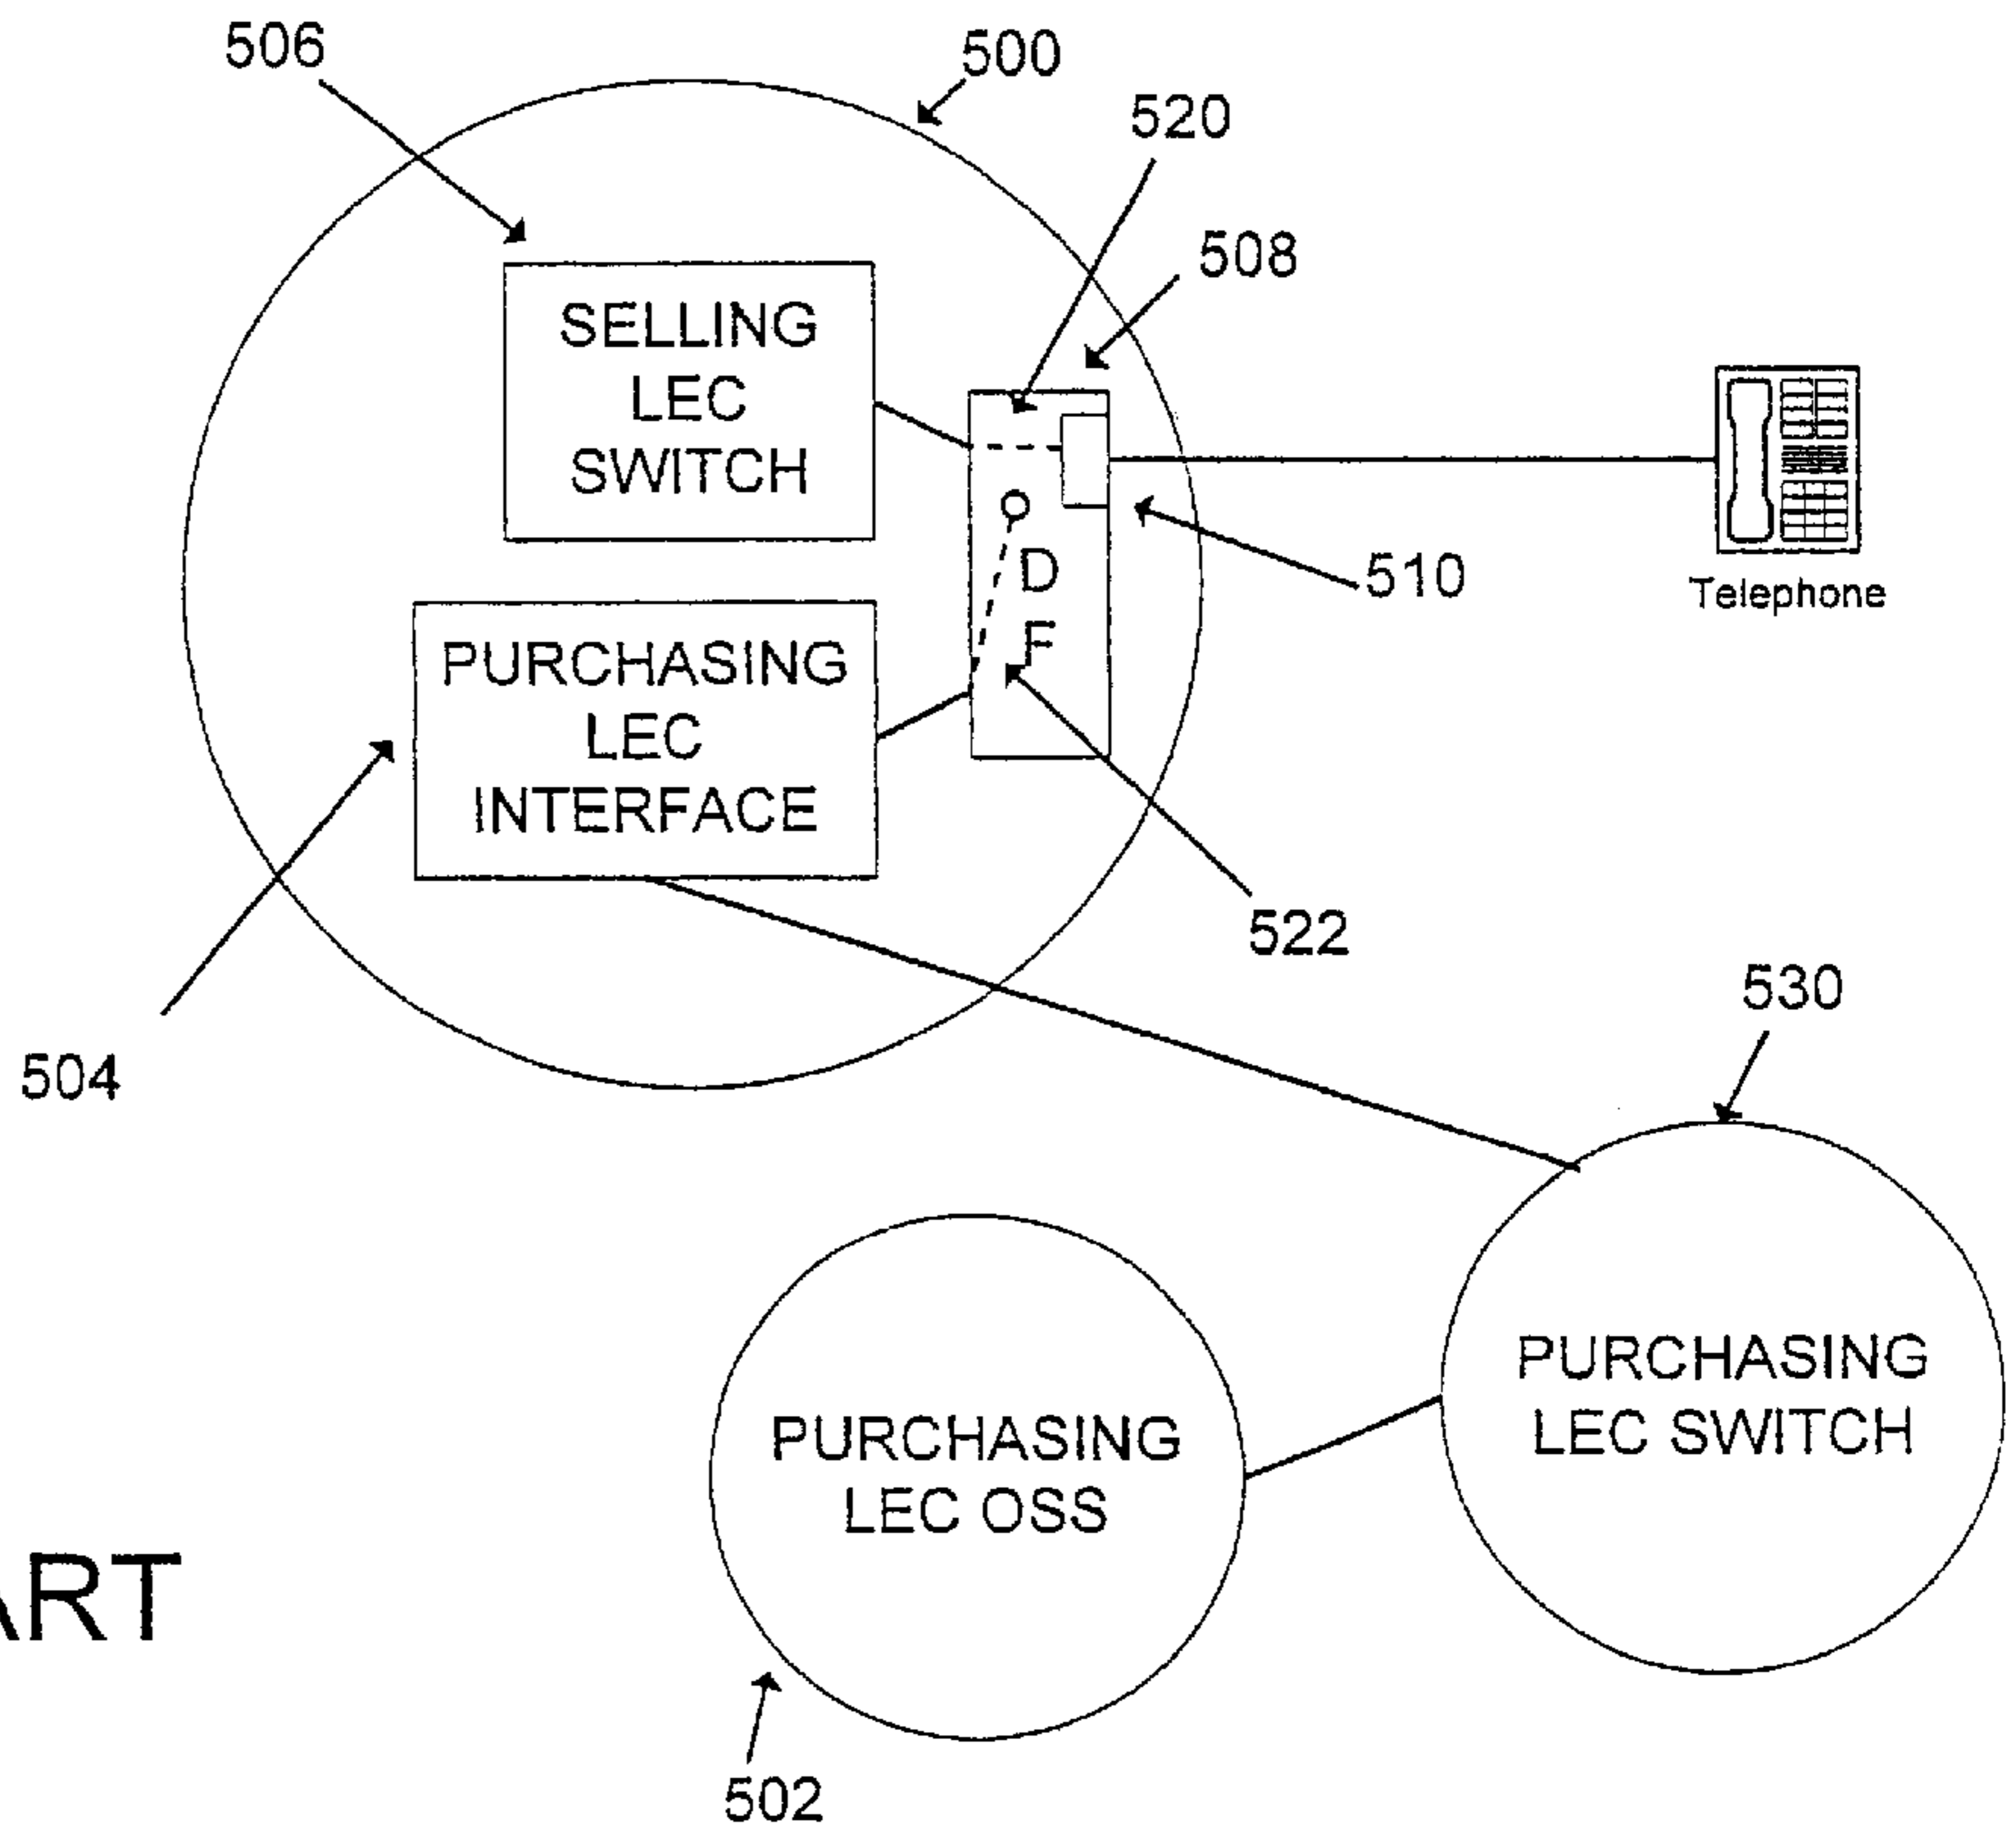 506
500
520
508
SELLING
LEC
SWITCH
D
F
510
Telephone
PURCHASING
LEC
INTERFACE
522
530
504
PURCHASING
LEC SWITCH
PURCHASING
LEC OSS
ART
502